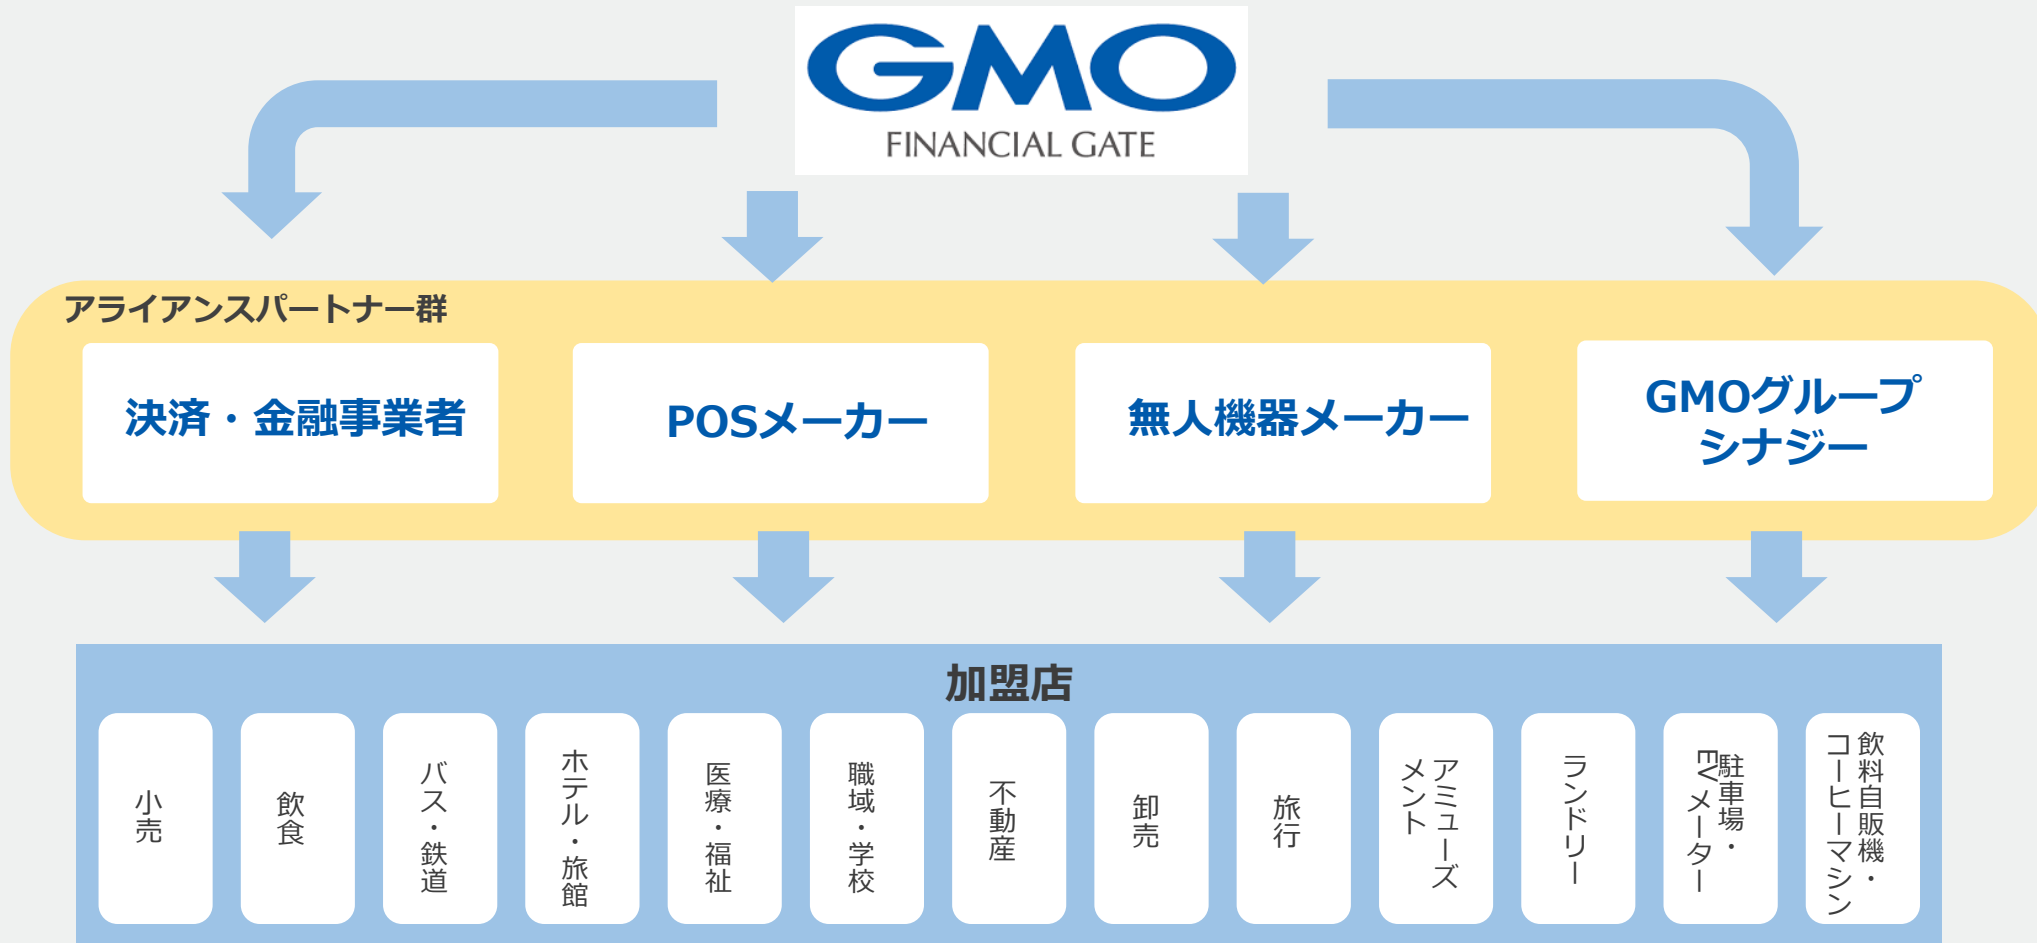 GMO
FINANCIAL GATE
アライアンスパートナー群
決済・金融事業者
POSメーカー
無人機器メーカー
GMOグループ
シナジー
加盟店
小売
飲食
バス・鉄道
ホテル・旅館
医療・福祉
職域・学校
不動産
卸売
旅行
アミューズ
メント
ランドリー
駐車場・
EVメーター
飲料自販機・
コーヒーマシン